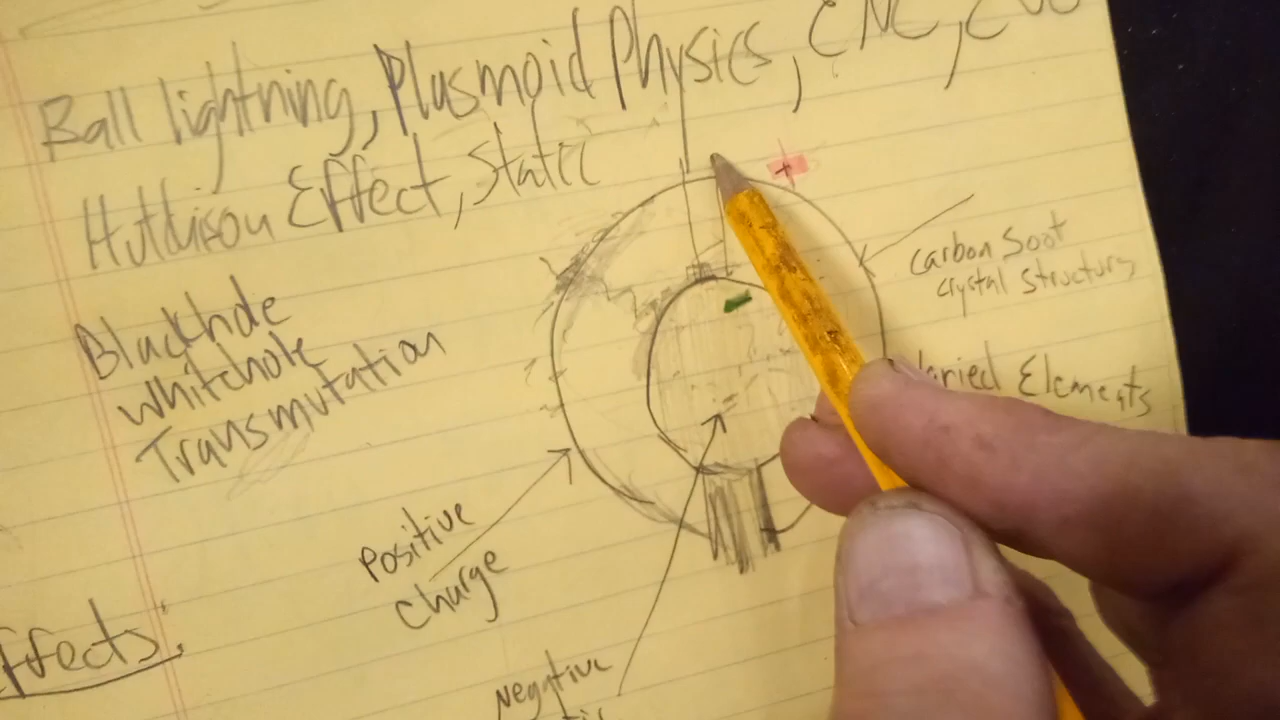 Ball lightning, Plasmoid Physics,
Hutchison Effect, Static
+
Blackhole
Whitehole
Transmutation
carbon Soot
crystal structure,
Varied Elements
Positive
Charge
Effects:
Negative